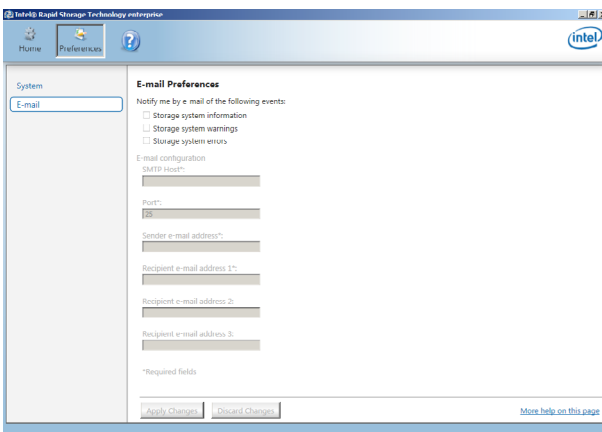 Intel® Rapid Storage Technology enterprise
Home
Preferences
?
intel
System
E-mail
E-mail Preferences
Notify me by e mail of the following events:
Storage system information
Storage system warnings
Storage system errors
E-mail configuration
SMTP Host*:
Port*:
25
Sender e-mail address*:
Recipient e-mail address 1*:
Recipient e-mail address 2:
Recipient e-mail address 3:
*Required fields
Apply Changes
Discard Changes
More help on this page